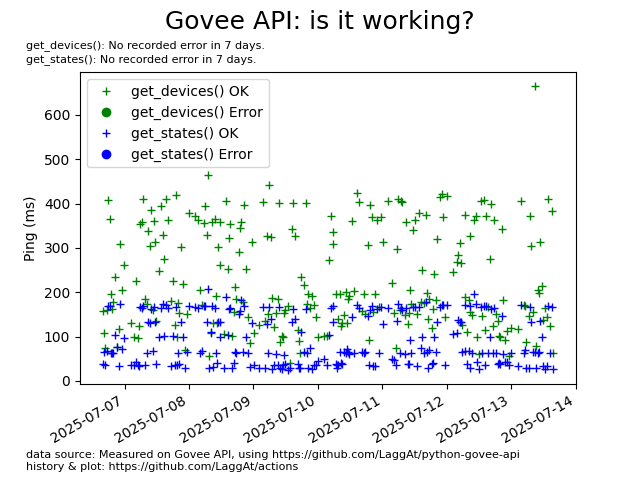 Govee API: is it working?
get_devices(): No recorded error in 7 days.
get_states(): No recorded error in 7 days.
get_devices() OK
get_devices() Error
get_states() OK
get_states() Error
Ping (ms)
600
500
400
300
200
100
0
2025-07-07
2025-07-08
2025-07-09
2025-07-10
2025-07-11
2025-07-12
2025-07-13
2025-07-14
data source: Measured on Govee API, using https://github.com/LaggAt/python-govee-api
history & plot: https://github.com/LaggAt/actions